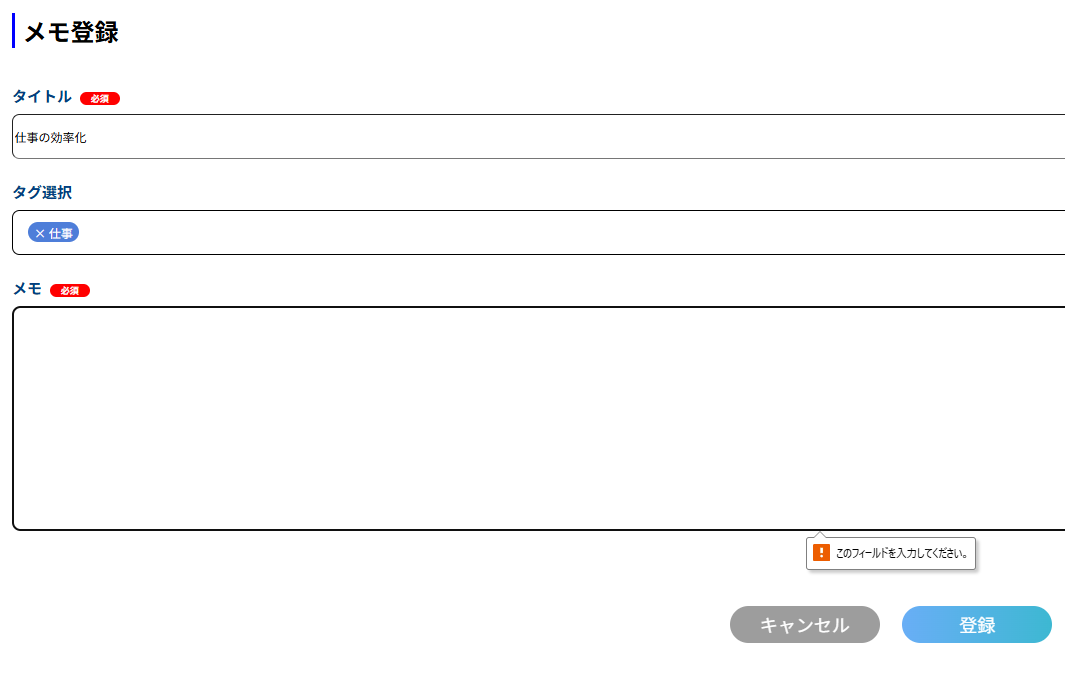 メモ登録
タイトル 必須
仕事の効率化
タグ選択
× 仕事
メモ 必須
このフィールドを入力してください。
キャンセル 登録